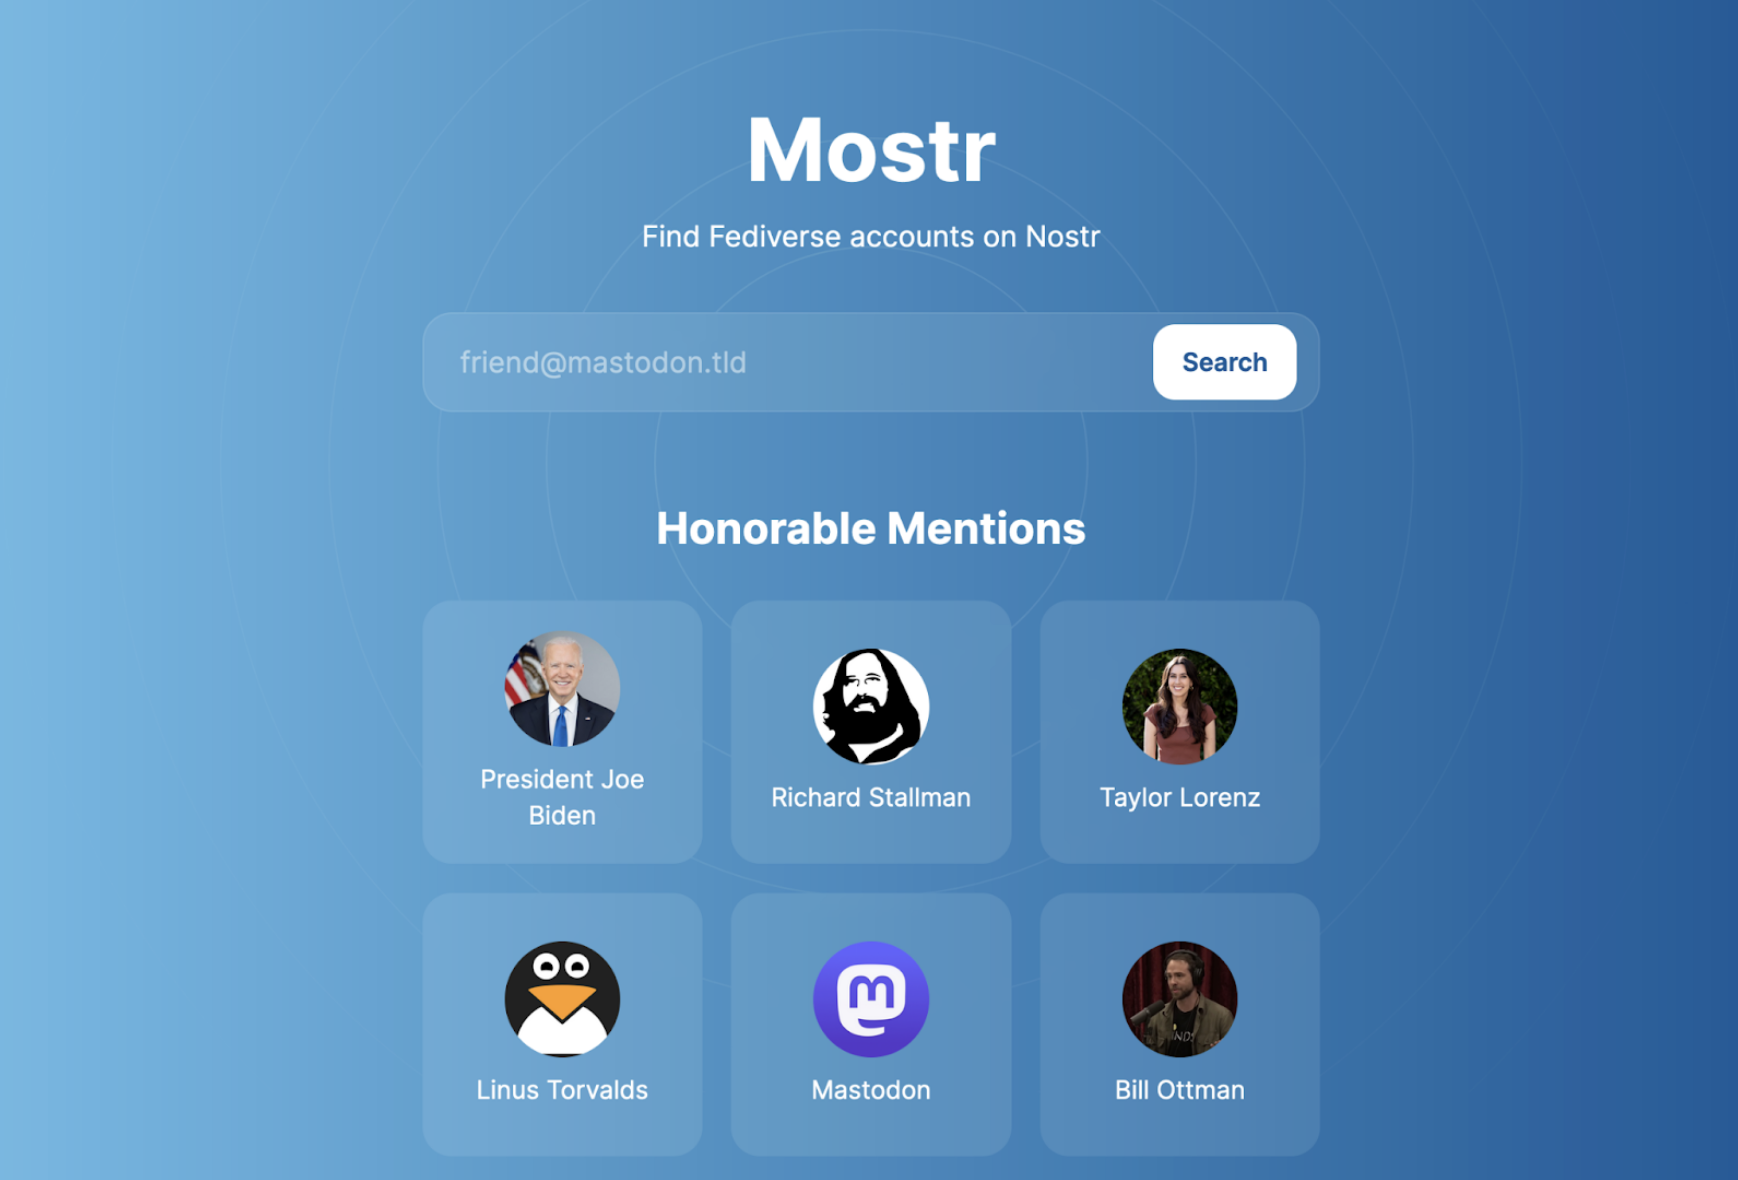 Mostr
Find Fediverse accounts on Nostr
friend@mastodon.tld
Search
Honorable Mentions
President Joe
Biden
Richard Stallman
Taylor Lorenz
Linus Torvalds
Mastodon
Bill Ottman